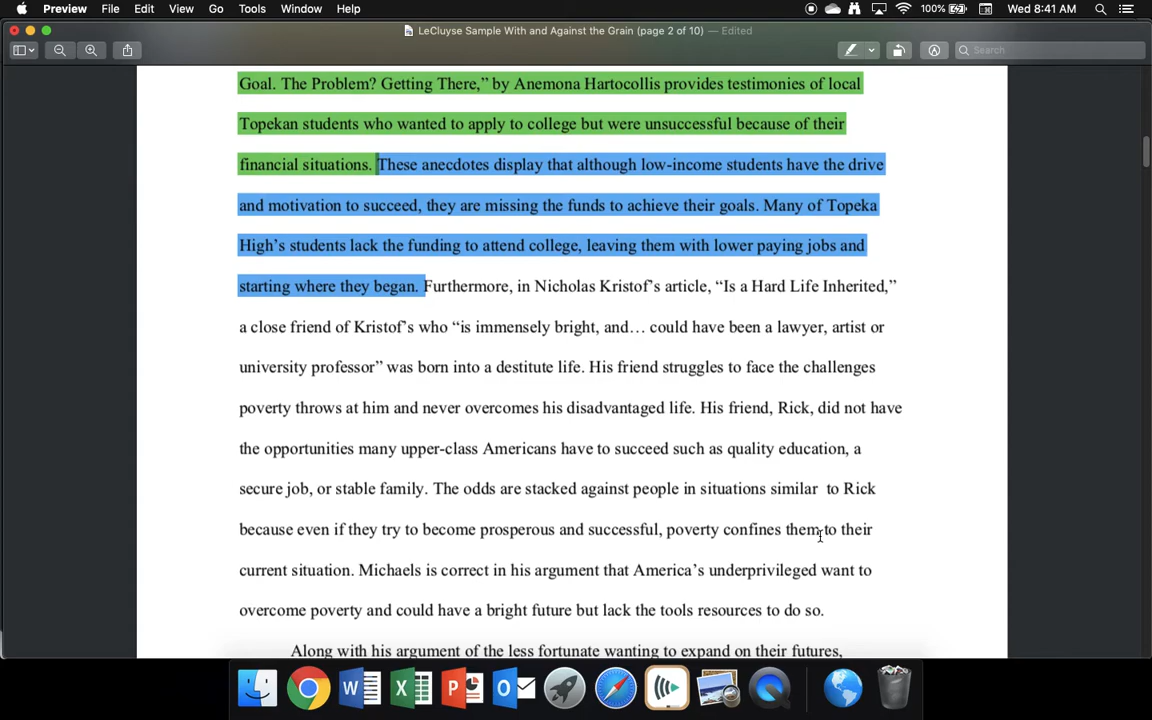 Preview File Edit View Go Tools Window Help 100% Wed 8:41 AM
LeCluyse Sample With and Against the Grain (page 2 of 10) — Edited
Search
Goal. The Problem? Getting There,” by Anemona Hartocollis provides testimonies of local
Topekan students who wanted to apply to college but were unsuccessful because of their
financial situations. These anecdotes display that although low-income students have the drive
and motivation to succeed, they are missing the funds to achieve their goals. Many of Topeka
High’s students lack the funding to attend college, leaving them with lower paying jobs and
starting where they began. Furthermore, in Nicholas Kristof’s article, “Is a Hard Life Inherited,”
a close friend of Kristof’s who “is immensely bright, and… could have been a lawyer, artist or
university professor” was born into a destitute life. His friend struggles to face the challenges
poverty throws at him and never overcomes his disadvantaged life. His friend, Rick, did not have
the opportunities many upper-class Americans have to succeed such as quality education, a
secure job, or stable family. The odds are stacked against people in situations similar to Rick
because even if they try to become prosperous and successful, poverty confines them to their
current situation. Michaels is correct in his argument that America’s underprivileged want to
overcome poverty and could have a bright future but lack the tools resources to do so.
Along with his argument of the less fortunate wanting to expand on their futures,